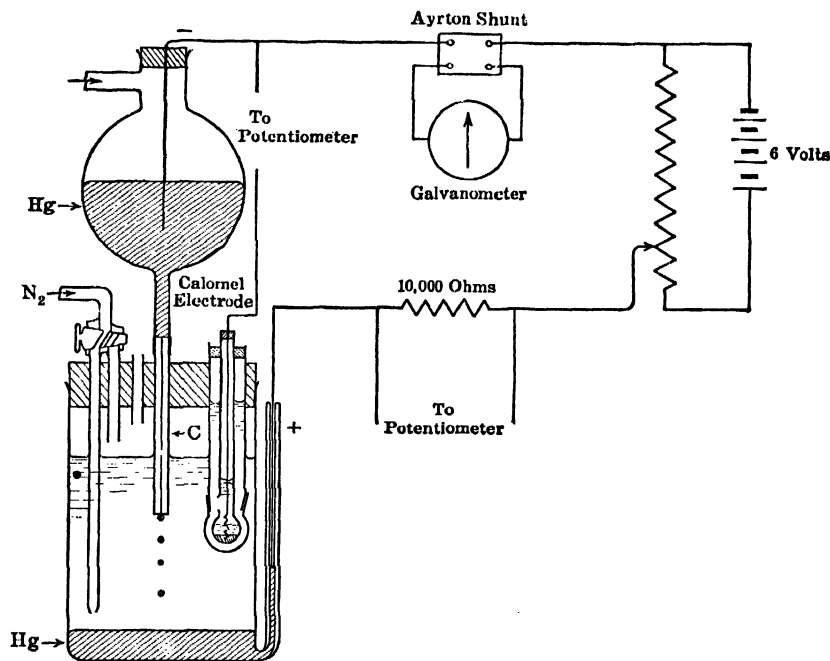 Ayrton Shunt
−
To
Potentiometer
6 Volts
Galvanometer
Hg
Calomel
Electrode
N₂
10,000 Ohms
C
+
To
Potentiometer
Hg